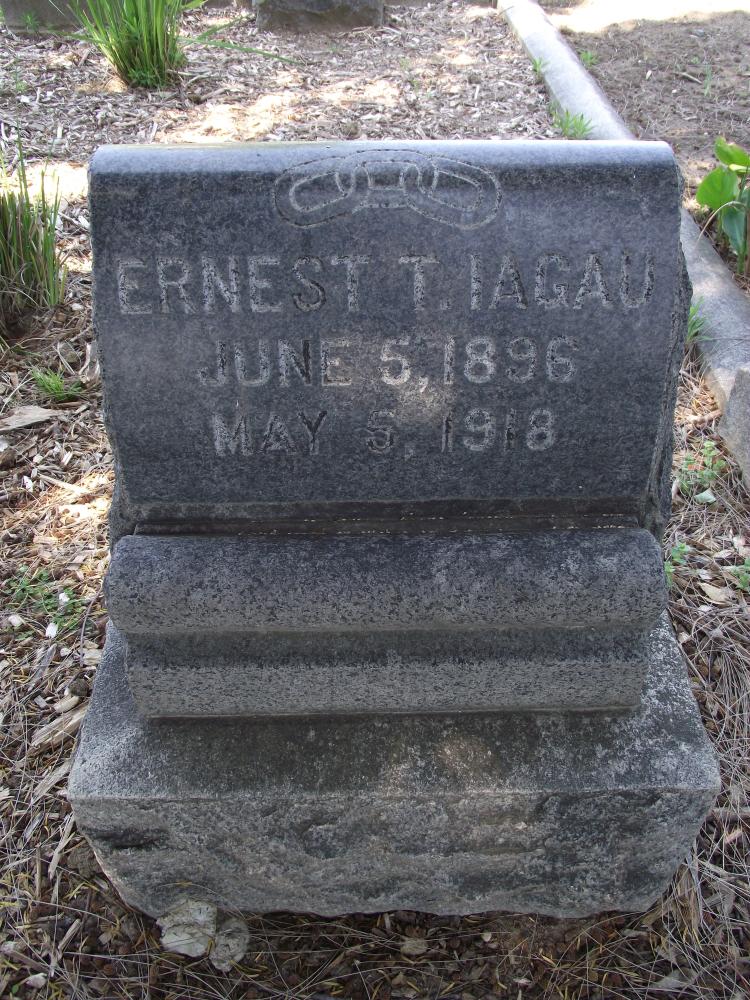 ERNEST T. IAGAU
JUNE 5, 1896
MAY 5, 1918